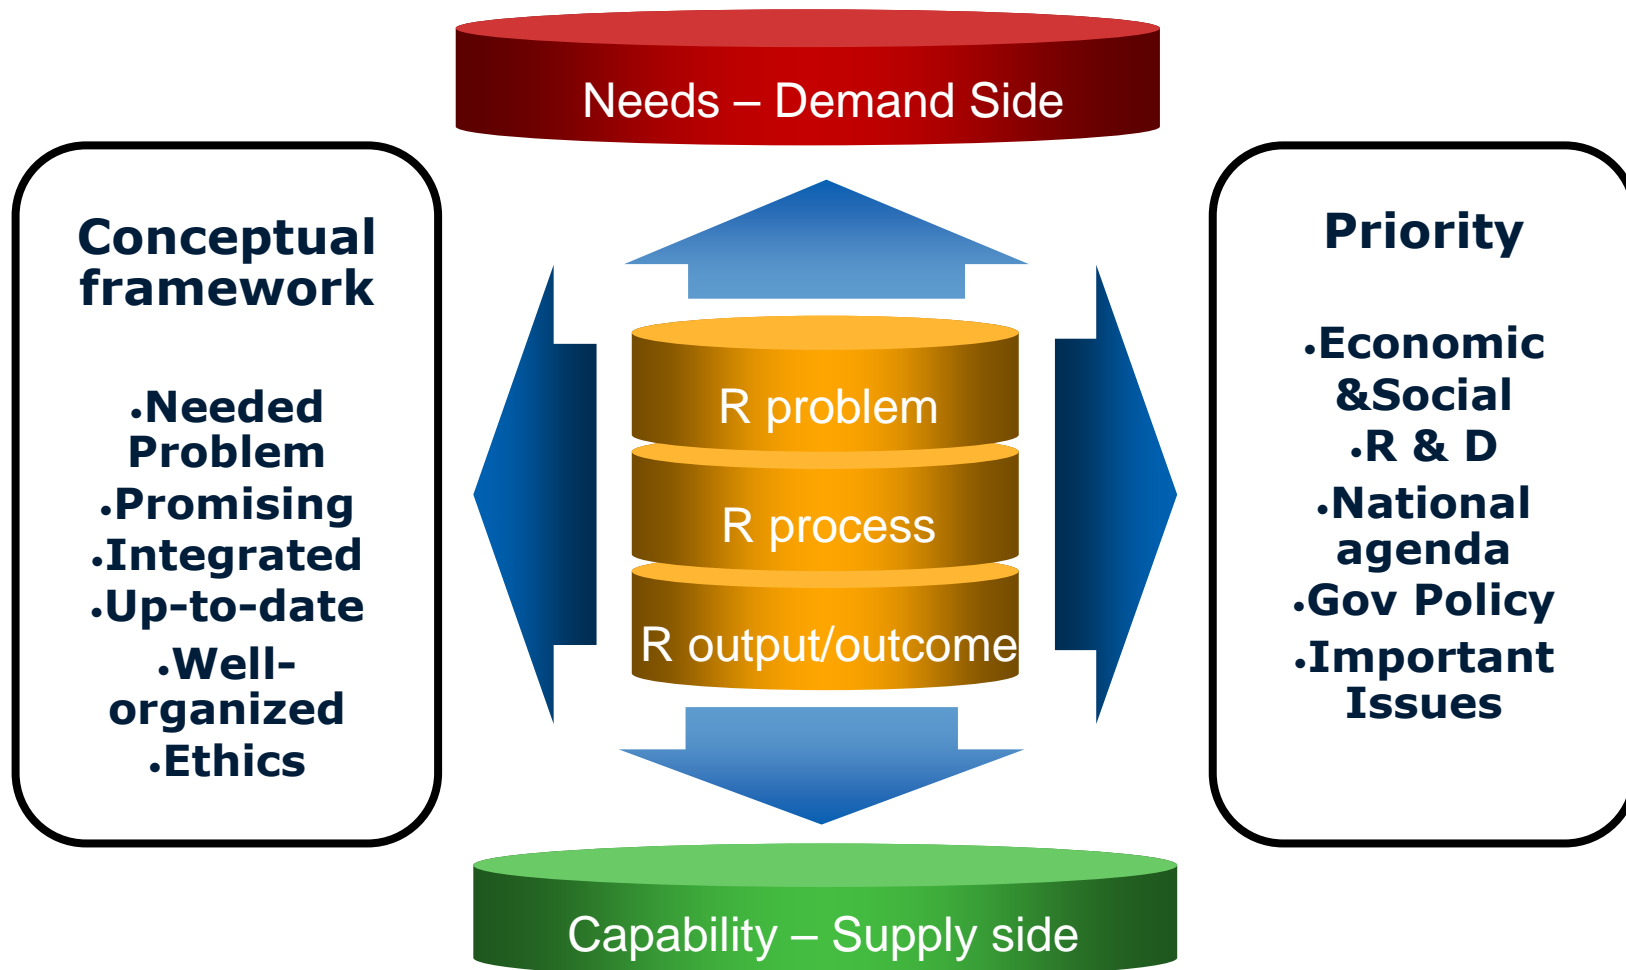 Needs – Demand Side
Conceptual
framework
•Needed
Problem
•Promising
•Integrated
•Up-to-date
•Well-
organized
•Ethics
R problem
R process
R output/outcome
Priority
•Economic
&Social
•R & D
•National
agenda
•Gov Policy
•Important
Issues
Capability – Supply side